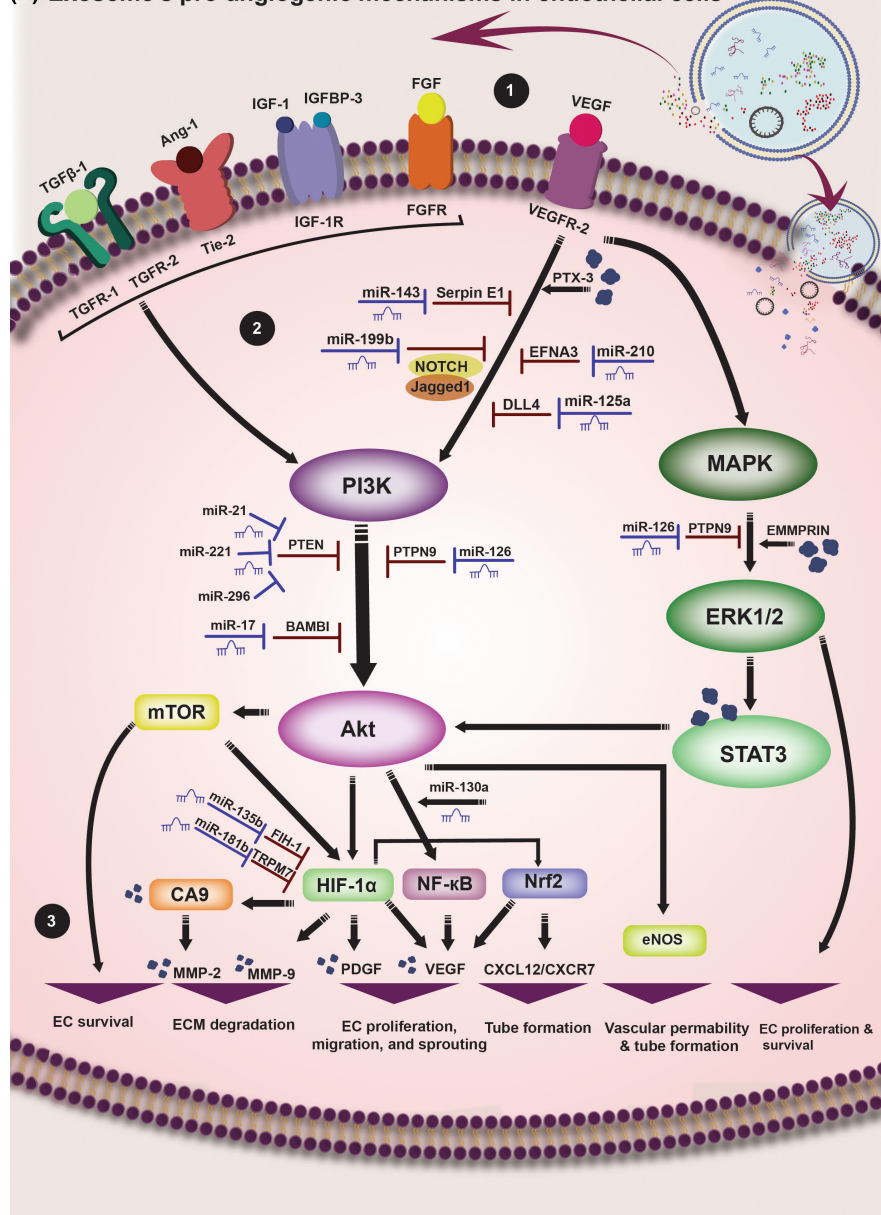 Exosome's pro-angiogenic mechanisms in endothelial cells
1
FGF
IGF-1
IGFBP-3
VEGF
Ang-1
TGFβ-1
TGFR-1
TGFR-2
Tie-2
IGF-1R
FGFR
VEGFR-2
PTX-3
miR-143
Serpin E1
2
miR-199b
NOTCH
Jagged1
EFNA3
miR-210
DLL4
miR-125a
PI3K
MAPK
miR-21
miR-221
PTEN
miR-296
PTPN9
miR-126
miR-126
PTPN9
EMMPRIN
miR-17
BAMBI
ERK1/2
mTOR
Akt
STAT3
miR-130a
miR-135b
FIH-1
miR-181b
TRPM7
CA9
HIF-1α
NF-κB
Nrf2
3
eNOS
MMP-2
MMP-9
PDGF
VEGF
CXCL12/CXCR7
EC survival
ECM degradation
EC proliferation,
migration, and sprouting
Tube formation
Vascular permability
& tube formation
EC proliferation &
survival